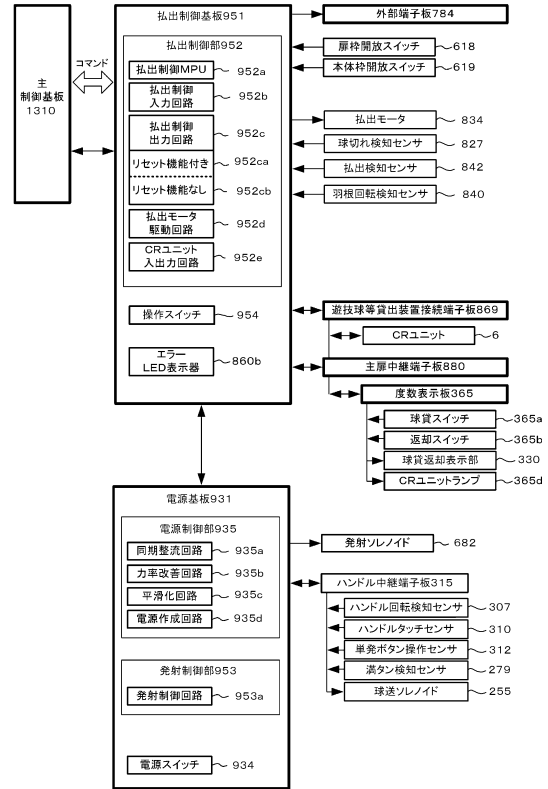 主
制御基板
1310
コマンド
払出制御基板951
払出制御部952
払出制御MPU 952a
払出制御
入力回路 952b
払出制御
出力回路 952c
リセット機能付き 952ca
リセット機能なし 952cb
払出モータ
駆動回路 952d
CRユニット
入出力回路 952e
操作スイッチ 954
エラー
LED表示器 860b
外部端子板784
扉枠開放スイッチ 618
本体枠開放スイッチ 619
払出モータ 834
球切れ検知センサ 827
払出検知センサ 842
羽根回転検知センサ 840
遊技球等貸出装置接続端子板869
CRユニット 6
主扉中継端子板880
度数表示板365
球貸スイッチ 365a
返却スイッチ 365b
球貸返却表示部 330
CRユニットランプ 365d
電源基板931
電源制御部935
同期整流回路 935a
力率改善回路 935b
平滑化回路 935c
電源作成回路 935d
発射制御部953
発射制御回路 953a
電源スイッチ 934
発射ソレノイド 682
ハンドル中継端子板315
ハンドル回転検知センサ 307
ハンドルタッチセンサ 310
単発ボタン操作センサ 312
満タン検知センサ 279
球送ソレノイド 255